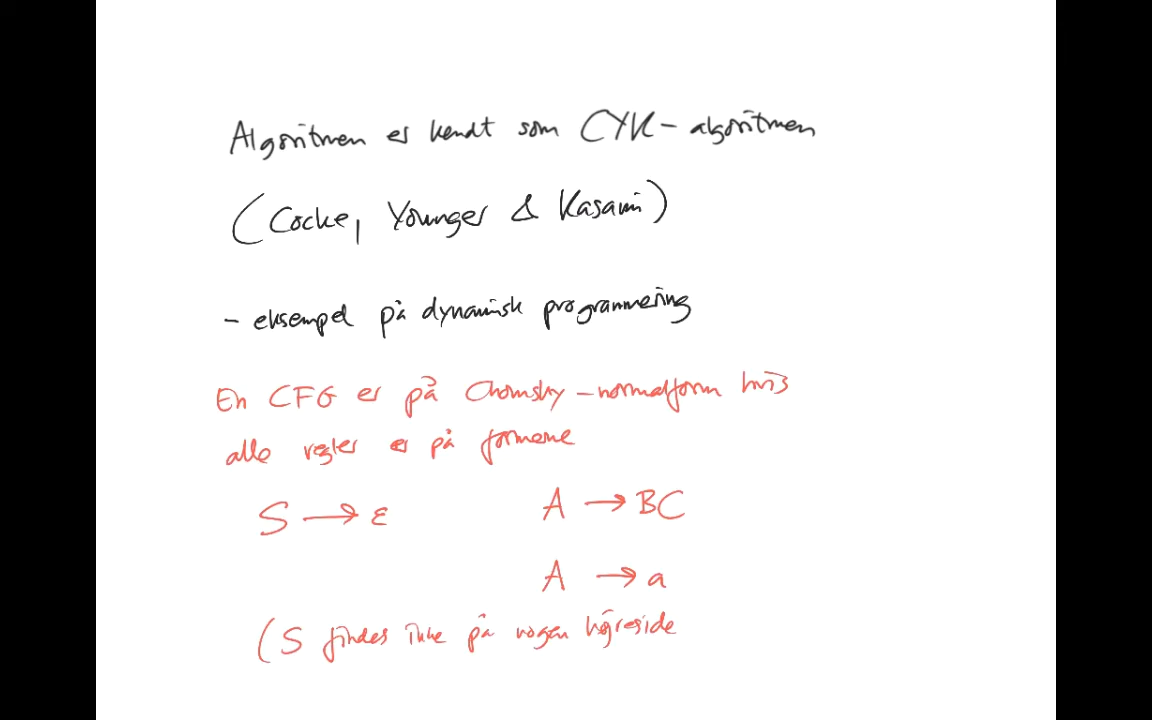 Algoritmen er kendt som CYK-algoritmen
(Cocke, Younger & Kasami)
- eksempel på dynamisk programmering
En CFG er på Chomsky-normalform hvis
alle regler er på formerne
S → ε A → BC
A → a
(S findes ikke på nogen højreside